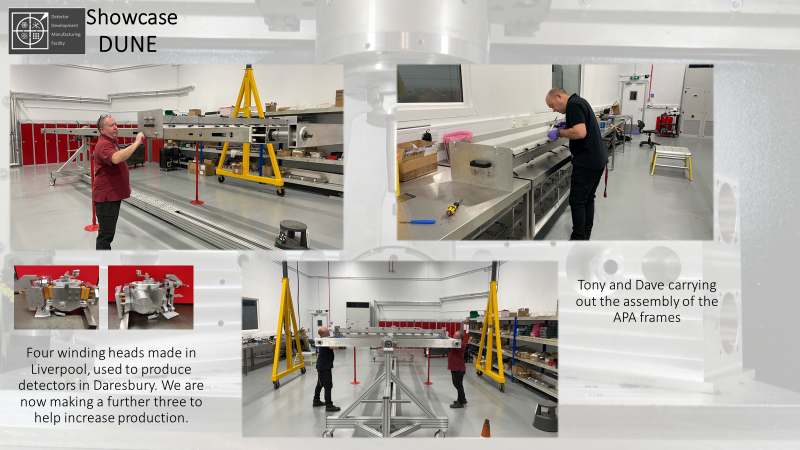 Detector
Development
Manufacturing
Facility
Showcase
DUNE
Tony and Dave carrying
out the assembly of the
APA frames
Four winding heads made in
Liverpool, used to produce
detectors in Daresbury. We are
now making a further three to
help increase production.